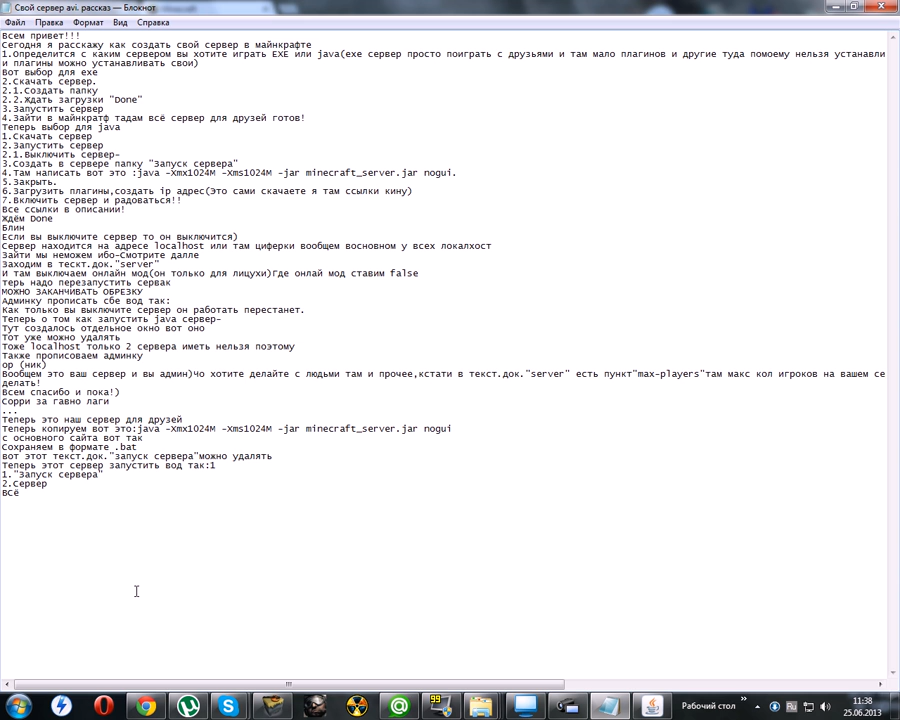 Свой сервер avi. рассказ — Блокнот
Файл Правка Формат Вид Справка
Всем привет!!!
Сегодня я расскажу как создать свой сервер в майнкрафте
1.Определится с каким сервером вы хотите играть EXE или java(exe сервер просто поиграть с друзьями и там мало плагинов и другие туда помоему нельзя устанавли
и плагины можно устанавливать свои)
Вот выбор для exe
2.Скачать сервер.
2.1.Создать папку
2.2.Ждать загрузки "Done"
3.Запустить сервер
4.Зайти в майнкратф тадам всё сервер для друзей готов!
Теперь выбор для java
1.Скачать сервер
2.Запустить сервер
2.1.Выключить сервер-
3.Создать в сервере папку "Запуск сервера"
4.Там написать вот это :java -Xmx1024M -Xms1024M -jar minecraft_server.jar nogui.
5.Закрыть.
6.Загрузить плагины,создать ip адрес(Это сами скачаете я там ссылки кину)
7.Включить сервер и радоваться!!
Все ссылки в описании!
Ждём Done
Блин
Если вы выключите сервер то он выключится)
Сервер находится на адресе localhost или там циферки вообщем восновном у всех локалхост
Зайти мы неможем ибо-Смотрите далле
Заходим в тескт.док."server"
И там выключаем онлайн мод(он только для лицухи)Где онлай мод ставим false
терь надо перезапустить сервак
МОЖНО ЗАКАНЧИВАТЬ ОБРЕЗКУ
Админку прописать сбе вод так:
Как только вы выключите сервер он работать перестанет.
Теперь о том как запустить java сервер-
Тут создалось отдельное окно вот оно
Тот уже можно удалять
Тоже localhost только 2 сервера иметь нельзя поэтому
Также прописоваем админку
op (ник)
Вообщем это ваш сервер и вы админ)Чо хотите делайте с людьми там и прочее,кстати в текст.док."server" есть пункт"max-players"там макс кол игроков на вашем се
делать!
Всем спасибо и пока!)
Сорри за гавно лаги
...
Теперь это наш сервер для друзей
Теперь копируем вот это:java -Xmx1024M -Xms1024M -jar minecraft_server.jar nogui
с основного сайта вот так
Сохраняем в формате .bat
вот этот текст.док."запуск сервера"можно удалять
Теперь этот сервер запустить вод так:1
1."Запуск сервера"
2.Сервер
ВСё
99
Рабочий стол
Ru
11:38
25.06.2013